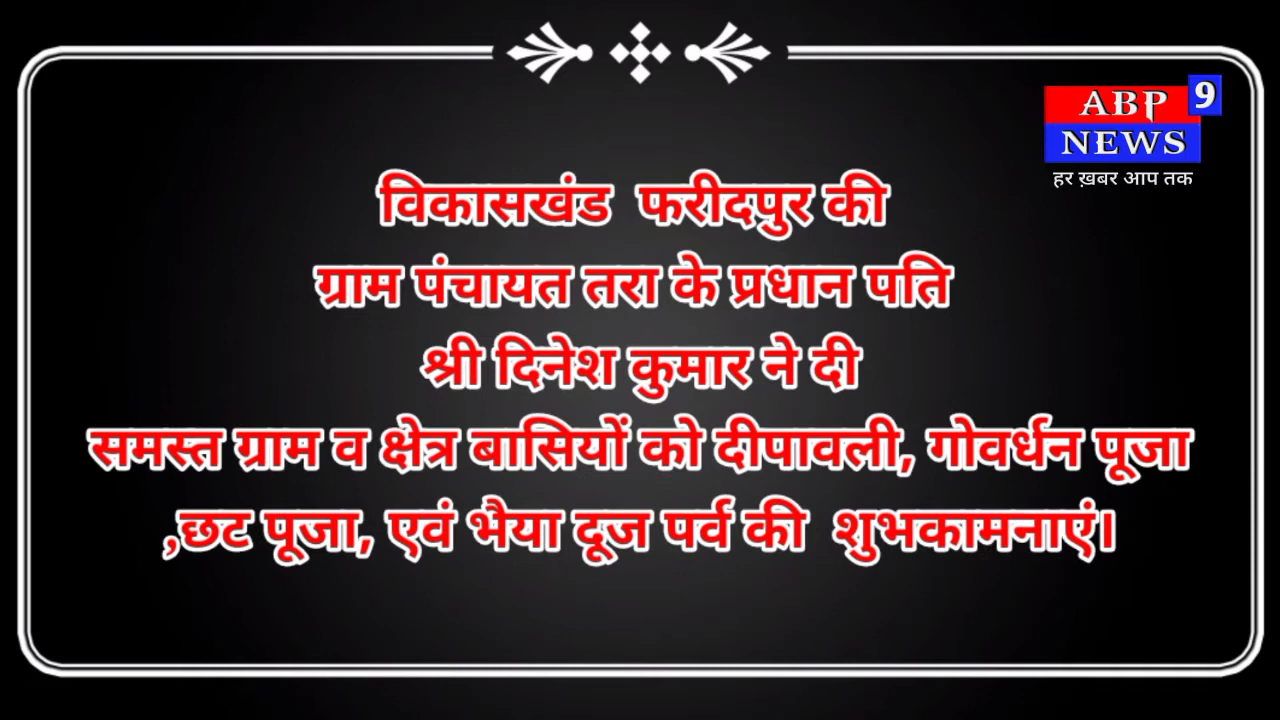 ABP 9
NEWS
हर ख़बर आप तक
विकासखंड फरीदपुर की
ग्राम पंचायत तरा के प्रधान पति
श्री दिनेश कुमार ने दी
समस्त ग्राम व क्षेत्र बासियों को दीपावली, गोवर्धन पूजा
,छट पूजा, एवं भैया दूज पर्व की शुभकामनाएं।